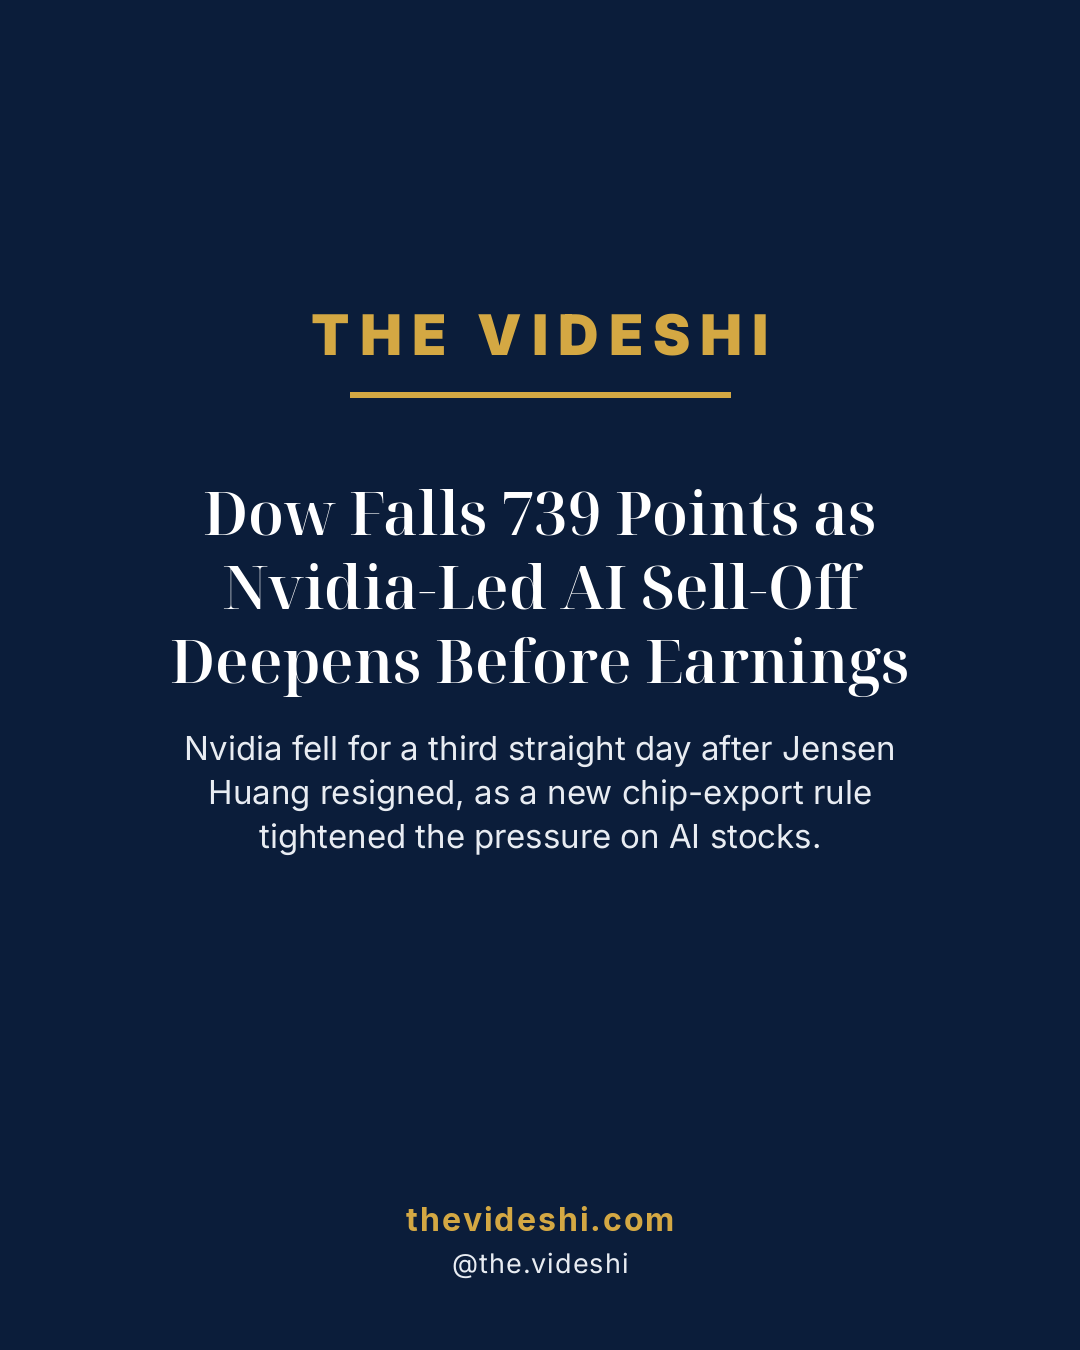 THE VIDESHI
Dow Falls 739 Points as
Nvidia-Led AI Sell-Off
Deepens Before Earnings
Nvidia fell for a third straight day after Jensen
Huang resigned, as a new chip-export rule
tightened the pressure on AI stocks.
thevideshi.com
@the.videshi